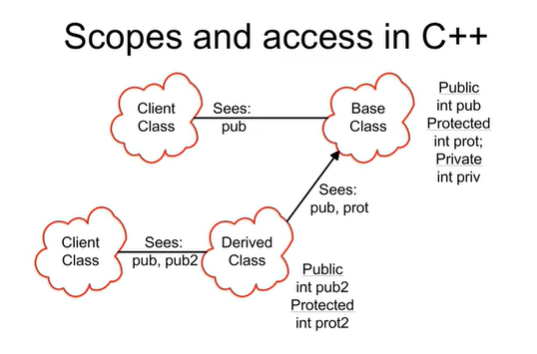 Scopes and access in C++
Client
Class
Sees:
pub
Base
Class
Public
int pub
Protected
int prot;
Private
int priv
Sees:
pub, prot
Client
Class
Sees:
pub, pub2
Derived
Class
Public
int pub2
Protected
int prot2